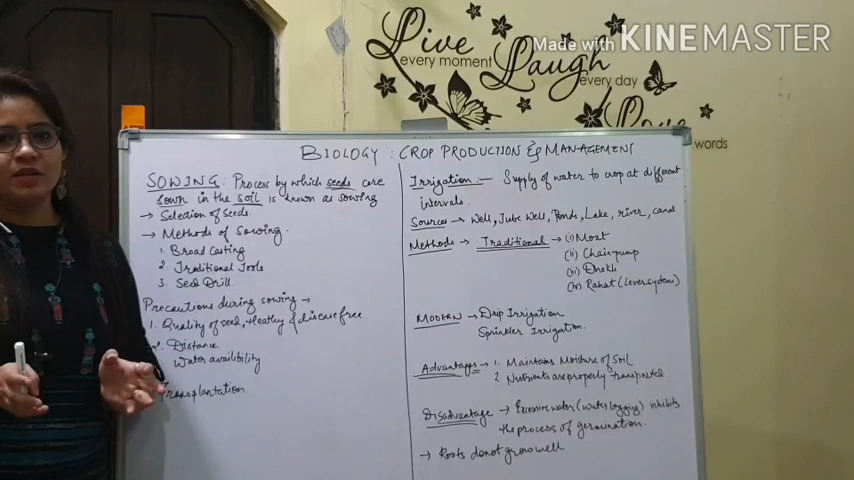 Made with KINEMASTER
Live
every moment
Laugh
every day
Love
words
BIOLOGY : CROP PRODUCTION & MANAGEMENT
SOWING : Process by which seeds are
sown in the soil is known as sowing
→ Selection of Seeds
→ Methods of Sowing.
1. Broad Casting
2. Traditional Tools
3. Seed Drill.
Precautions during sowing →
1. Quality of seed, Healthy & disease free
2. Distance
Water availibility
Transplantation.
Irrigation :— Supply of water to crop at different
intervals.
Sources → Well, Tube Well, Ponds, Lake, river, canal
Methods → Traditional → (i) Moat
(ii) Chain-pump
(iii) Dhekli
(iv) Rahat (Lever system)
MODERN → Drip Irrigation
Sprinkler Irrigation.
Advantages → 1. Maintains Moisture of Soil
2. Nutrients are properly transported
Disadvantage → Excessive water (water logging) inhibits
the process of germination.
→ Roots donot grow well